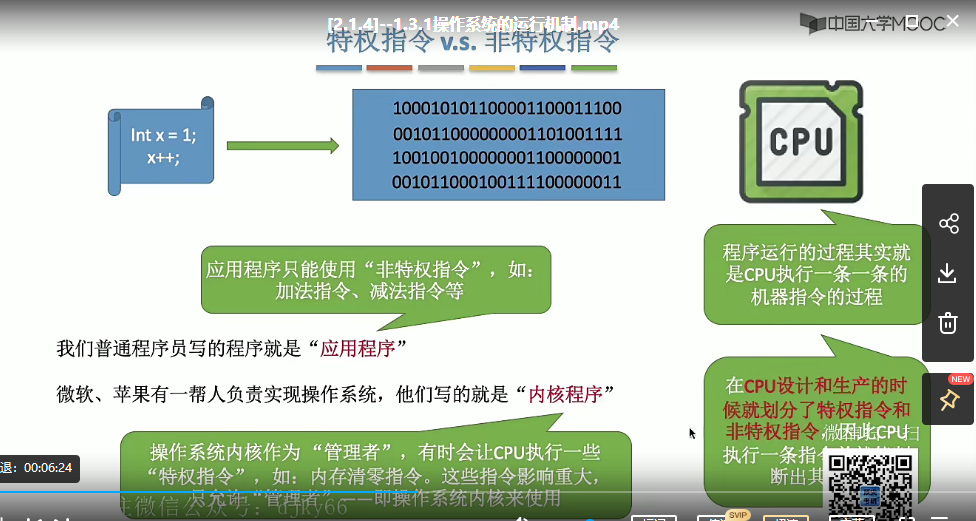 [2.1.4]--1.3.1操作系统的运行机制.mp4
中国大学MOOC
特权指令 v.s. 非特权指令
Int x = 1;
x++;
100010101100001100011100
001011000000001101001111
100100100000001100000001
001011000100111100000011
CPU
程序运行的过程其实就
是CPU执行一条一条的
机器指令的过程
应用程序只能使用“非特权指令”，如：
加法指令、减法指令等
我们普通程序员写的程序就是“应用程序”
微软、苹果有一帮人负责实现操作系统，他们写的就是“内核程序”
NEW
在CPU设计和生产的时
候就划分了特权指令和
非特权指令，因此CPU
执行一条指令
断出其
操作系统内核作为“管理者”，有时会让CPU执行一些
“特权指令”，如：内存清零指令。这些指令影响重大，
只允许“管理者”——即操作系统内核来使用
退：00:06:24
微信公众号：djky66
SVIP